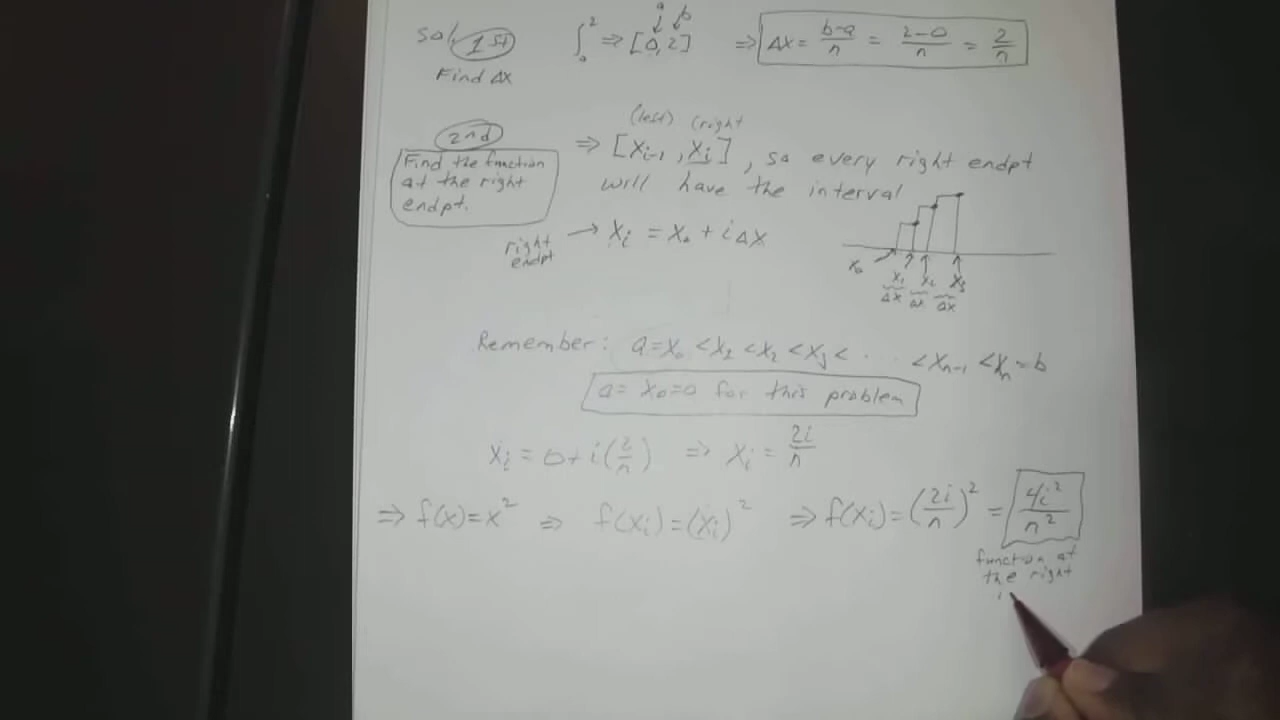 sol 1st ∫₀² ⇒ [0, 2] ⇒ Δx = b-a/n = 2-0/n = 2/n
a b
Find Δx
2nd
Find the function
at the right
endpt.
(left) (right
⇒ [xᵢ₋₁, xᵢ], so every right endpt
will have the interval
right
endpt
→ xᵢ = x₀ + iΔx
x₀ x₁ x₂ x₃
Δx Δx Δx
Remember: a = x₀ < x₁ < x₂ < x₃ < ... < xₙ₋₁ < xₙ = b
a = x₀ = 0 for this problem
xᵢ = 0 + i(2/n) ⇒ xᵢ = 2i/n
⇒ f(x) = x² ⇒ f(xᵢ) = (xᵢ)² ⇒ f(xᵢ) = (2i/n)² = 4i²/n²
function at
the right
i